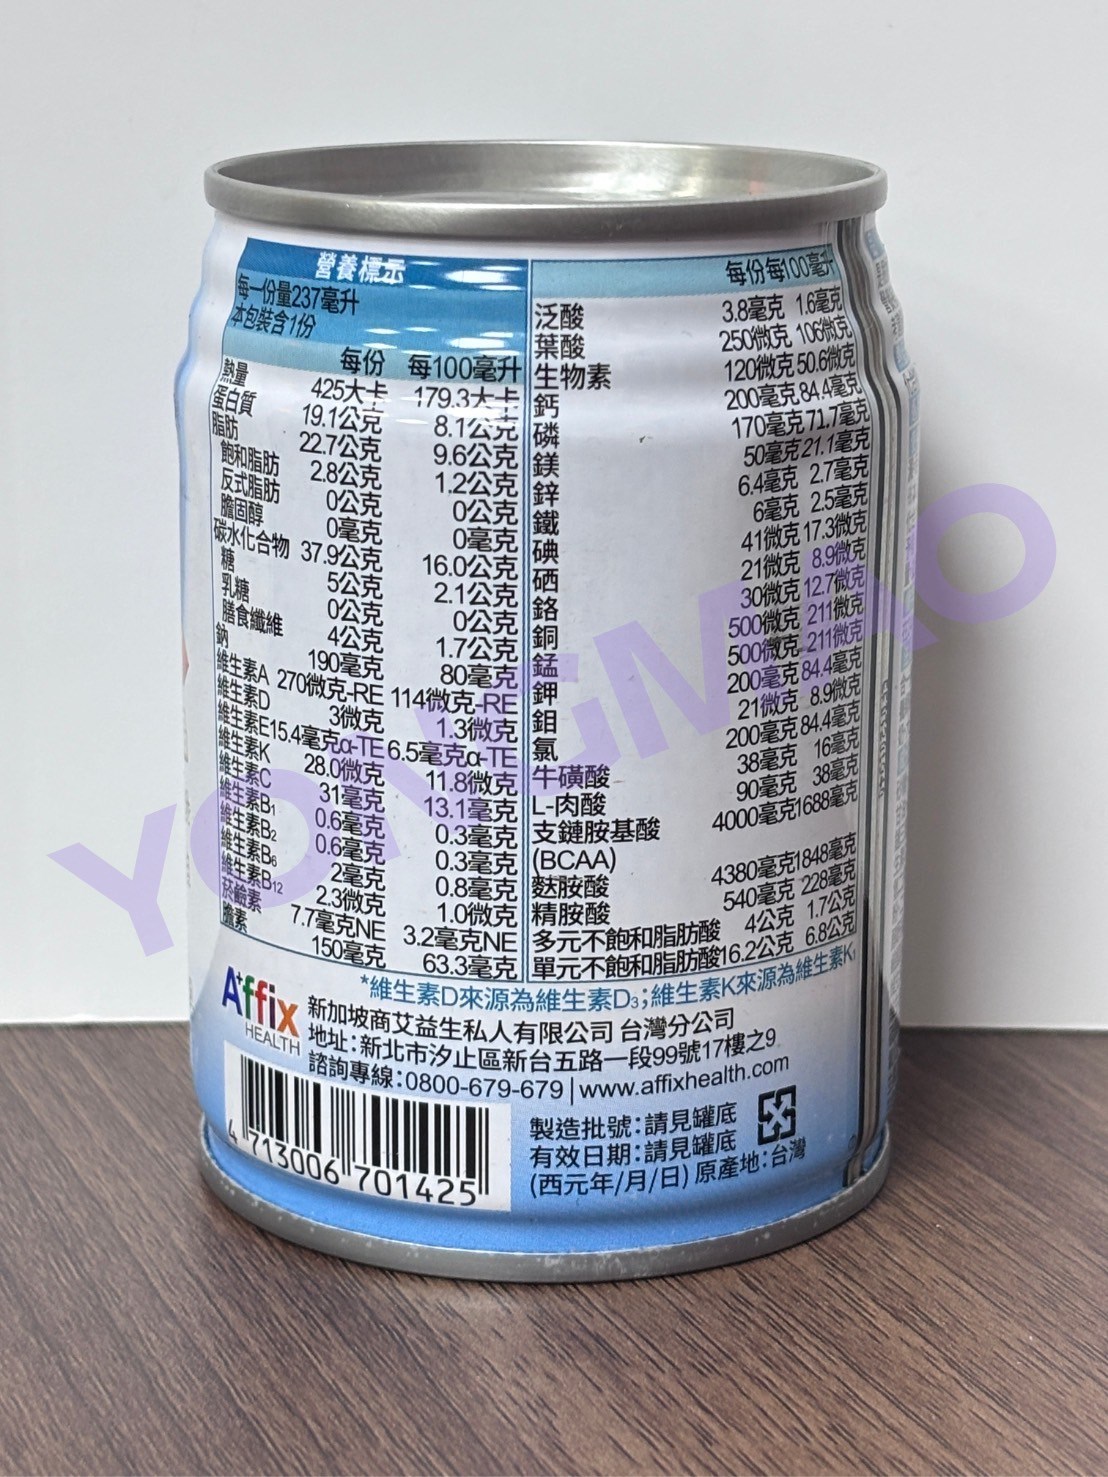 營養標示
每一份量237毫升
本包裝含1份
每份 每100毫升
熱量 425大卡 179.3大卡
蛋白質 19.1公克 8.1公克
脂肪 22.7公克 9.6公克
飽和脂肪 2.8公克 1.2公克
反式脂肪 0公克 0公克
膽固醇 0毫克 0毫克
碳水化合物 37.9公克 16.0公克
糖 5公克 2.1公克
乳糖 0公克 0公克
膳食纖維 4公克 1.7公克
鈉 190毫克 80毫克
維生素A 270微克-RE 114微克-RE
維生素D 3微克 1.3微克
維生素E 15.4毫克α-TE 6.5毫克α-TE
維生素K 28.0微克 11.8微克
維生素C 31毫克 13.1毫克
維生素B1 0.6毫克 0.3毫克
維生素B2 0.6毫克 0.3毫克
維生素B6 2毫克 0.8毫克
維生素B12 2.3微克 1.0微克
菸鹼素 7.7毫克NE 3.2毫克NE
膽素 150毫克 63.3毫克
每份 每100毫升
泛酸 3.8毫克 1.6毫克
葉酸 250微克 106微克
生物素 120微克 50.6微克
鈣 200毫克 84.4毫克
磷 170毫克 71.7毫克
鎂 50毫克 21.1毫克
鋅 6.4毫克 2.7毫克
鐵 6毫克 2.5毫克
碘 41微克 17.3微克
硒 21微克 8.9微克
鉻 30微克 12.7微克
銅 500微克 211微克
錳 500微克 211微克
鉀 200毫克 84.4毫克
鉬 21微克 8.9微克
氯 200毫克 84.4毫克
牛磺酸 38毫克 16毫克
L-肉酸 90毫克 38毫克
支鏈胺基酸 4000毫克 1688毫克
(BCAA)
麩胺酸 4380毫克 1848毫克
精胺酸 540毫克 228毫克
多元不飽和脂肪酸 4公克 1.7公克
單元不飽和脂肪酸 16.2公克 6.8公克
*維生素D來源為維生素D3;維生素K來源為維生素K1
A+ffix
HEALTH
新加坡商艾益生私人有限公司 台灣分公司
地址:新北市汐止區新台五路一段99號17樓之9
諮詢專線:0800-679-679 | www.affixhealth.com
製造批號:請見罐底
有效日期:請見罐底
(西元年/月/日) 原產地:台灣
4 713006 701425
YONGMAO